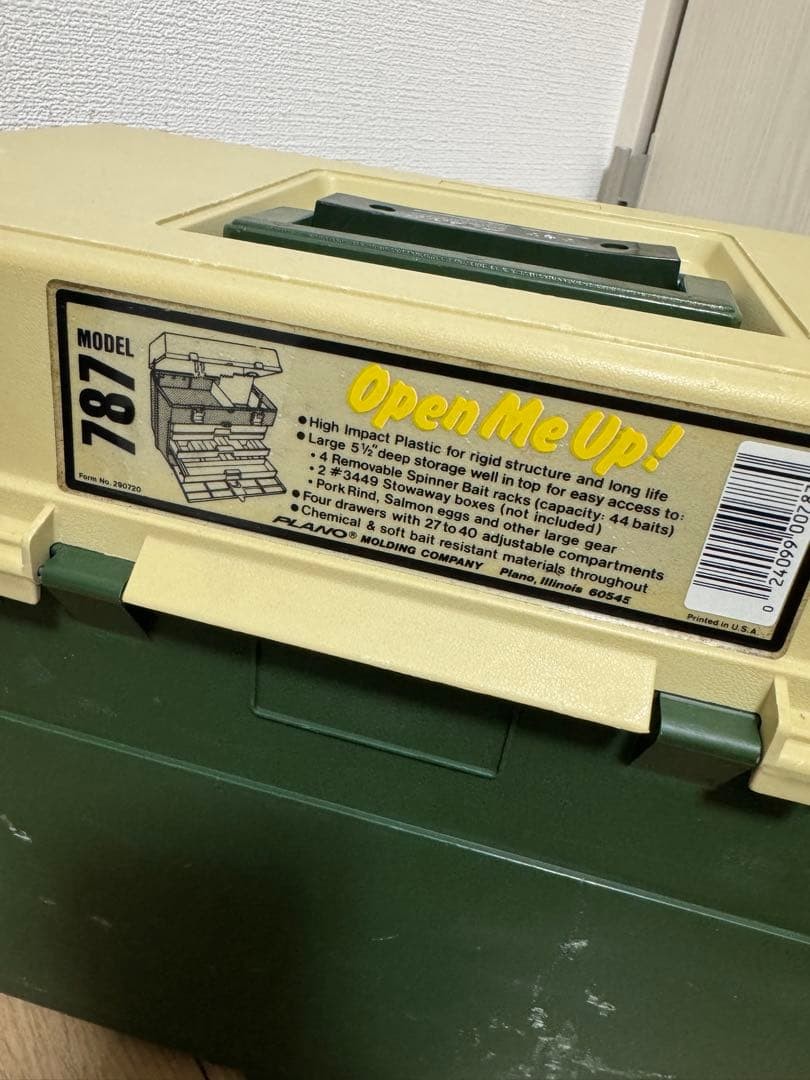 MODEL
787
Form No. 290720
Open Me Up!
•High Impact Plastic for rigid structure and long life
•Large 5½" deep storage well in top for easy access to:
•4 Removable Spinner Bait racks (capacity: 44 baits)
•2 #3449 Stowaway boxes (not included)
•Pork Rind, Salmon eggs and other large gear
•Four drawers with 27 to 40 adjustable compartments
•Chemical & soft bait resistant materials throughout
PLANO® MOLDING COMPANY Plano, Illinois 60545
0 24099 00
Printed in U.S.A.